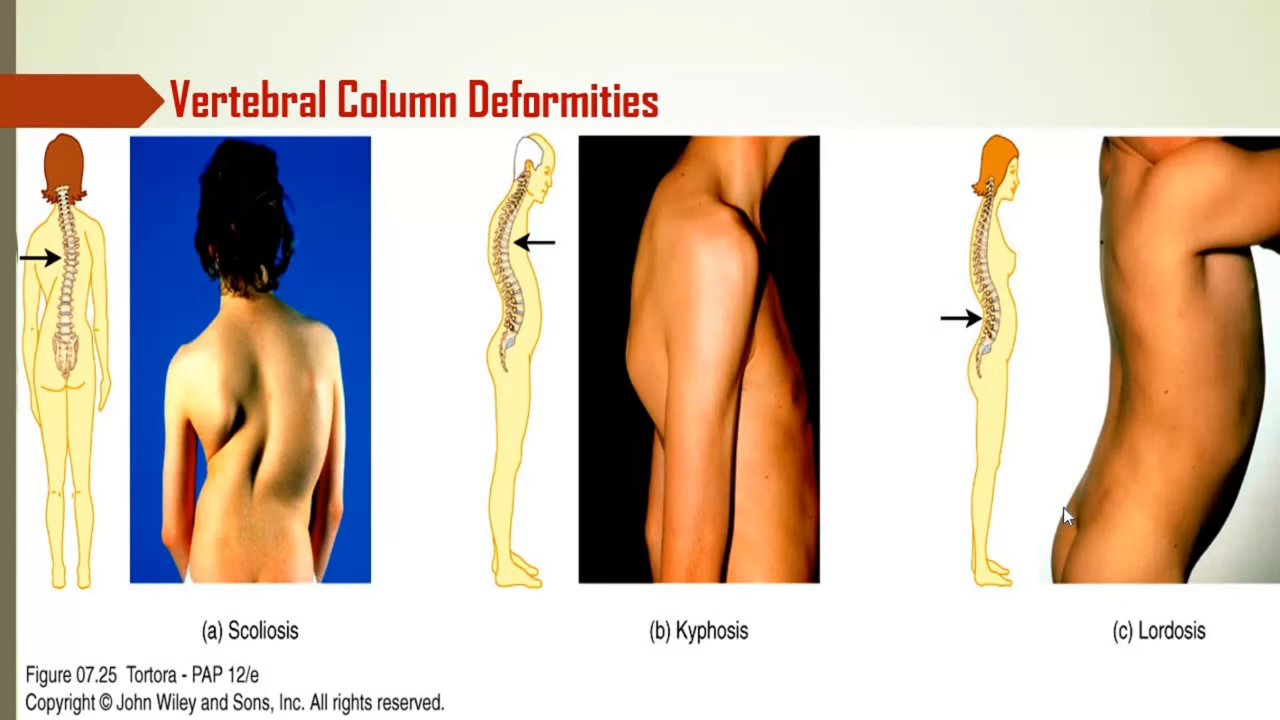 Vertebral Column Deformities
(a) Scoliosis
(b) Kyphosis
(c) Lordosis
Figure 07.25 Tortora - PAP 12/e
Copyright © John Wiley and Sons, Inc. All rights reserved.